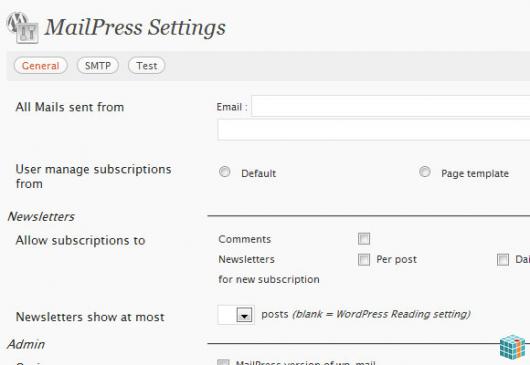 MailPress Settings
General SMTP Test
All Mails sent from Email :
User manage subscriptions from Default Page template
Newsletters
Allow subscriptions to Comments
Newsletters Per post Dai
for new subscription
Newsletters show at most posts (blank = WordPress Reading setting)
Admin
MailPress version of wp_mail